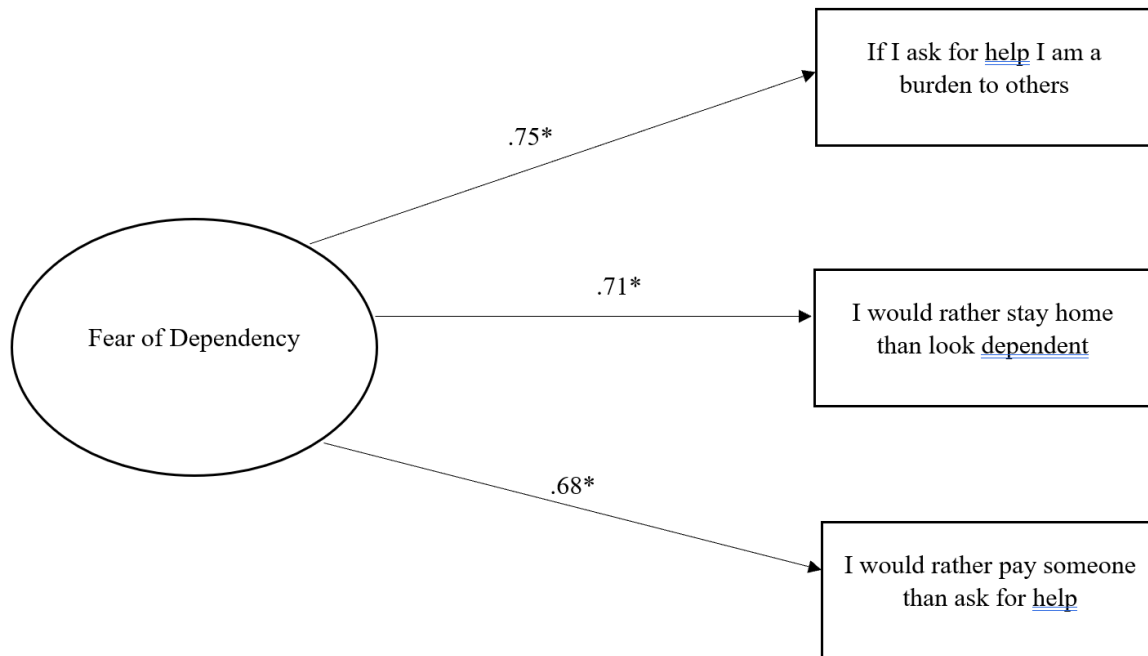 If I ask for help I am a
burden to others
.75*
.71*
Fear of Dependency
I would rather stay home
than look dependent
.68*
I would rather pay someone
than ask for help